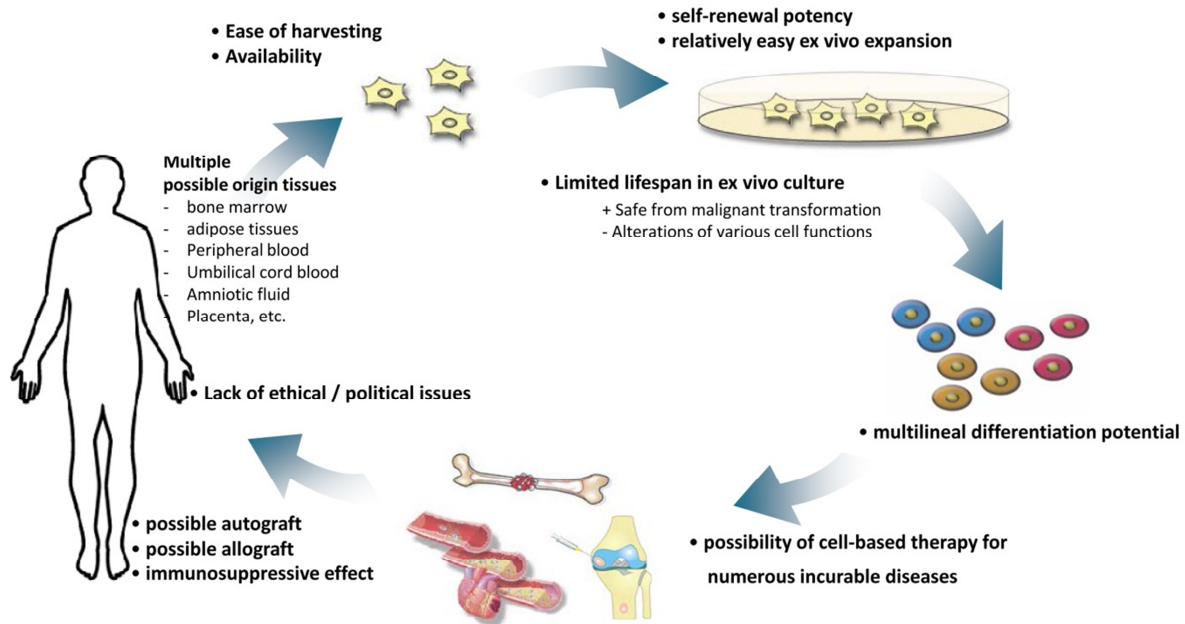 • Ease of harvesting
• Availability
• self-renewal potency
• relatively easy ex vivo expansion
Multiple
possible origin tissues
- bone marrow
- adipose tissues
- Peripheral blood
- Umbilical cord blood
- Amniotic fluid
- Placenta, etc.
• Limited lifespan in ex vivo culture
+ Safe from malignant transformation
- Alterations of various cell functions
• multilineal differentiation potential
• Lack of ethical / political issues
• possibility of cell-based therapy for
numerous incurable diseases
• possible autograft
• possible allograft
• immunosuppressive effect